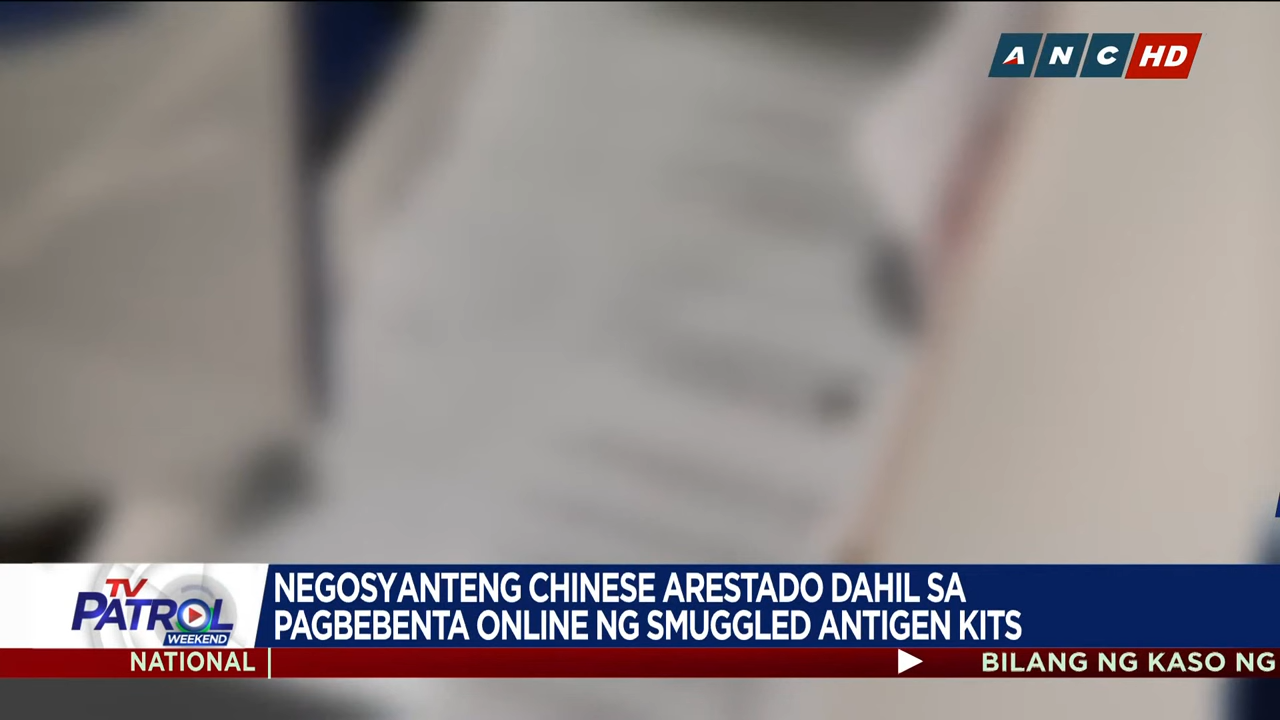 ANC HD
NEGOSYANTENG CHINESE ARESTADO DAHIL SA
PAGBEBENTA ONLINE NG SMUGGLED ANTIGEN KITS
TV
PATROL
WEEKEND
NATIONAL
BILANG NG KASO NG